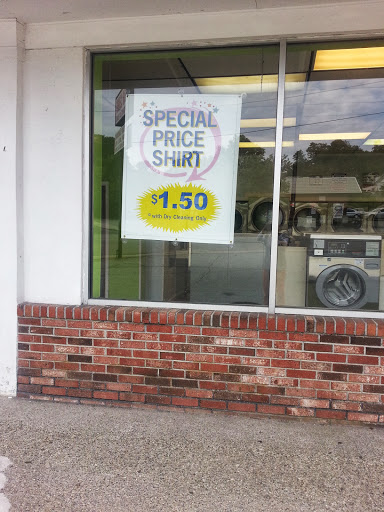 SPECIAL
PRICE
SHIRT
$1.50
*with Dry Cleaning Only